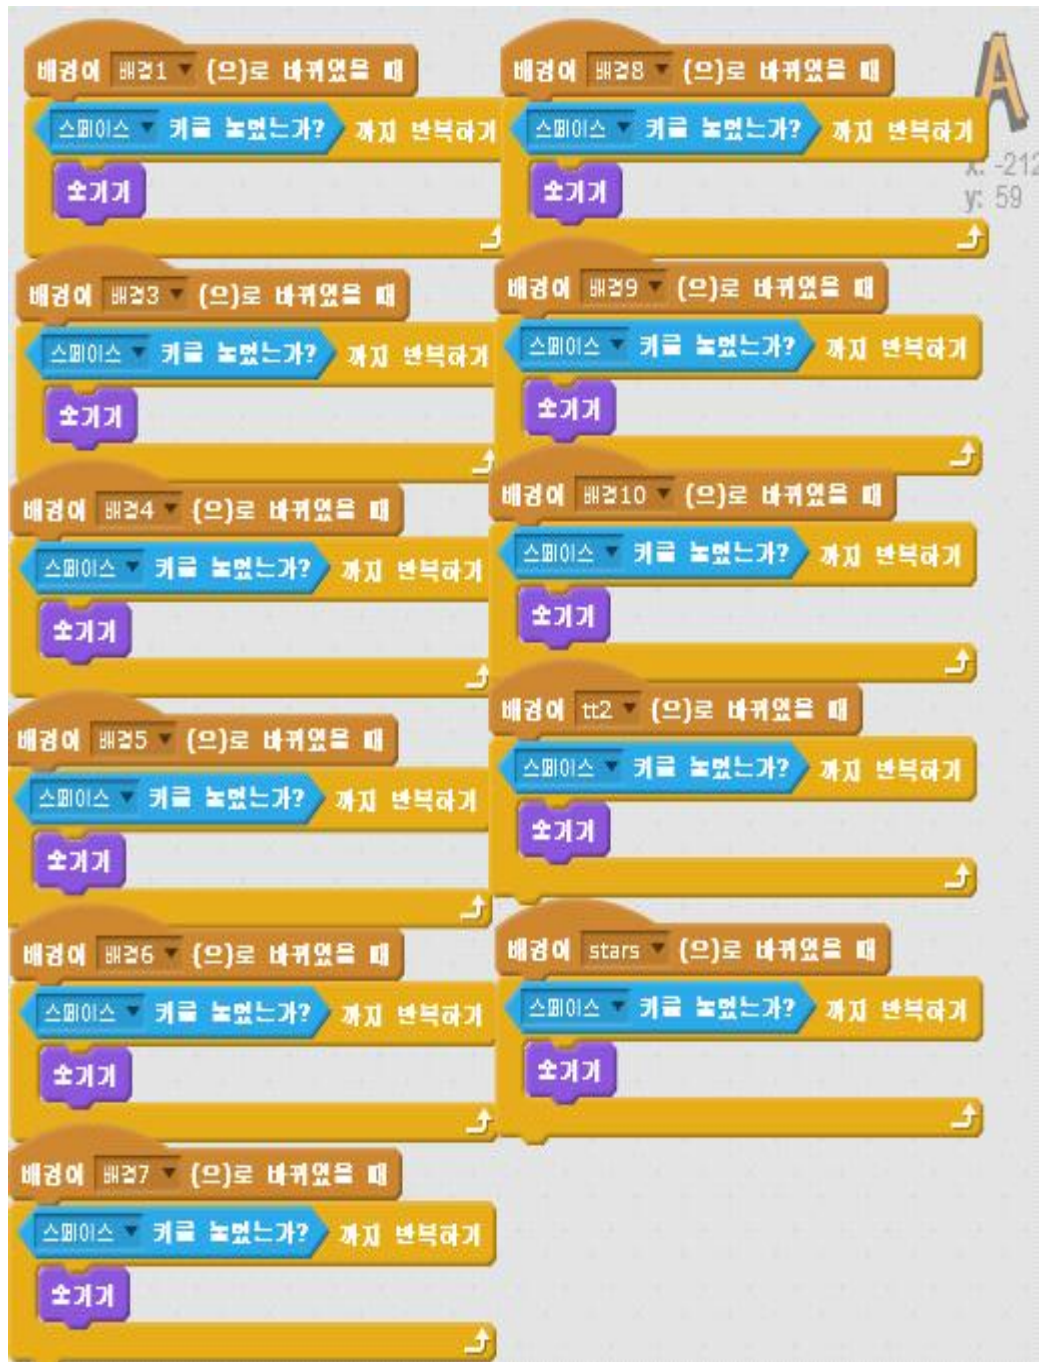 배경이 배경1 (으)로 바뀌었을 때
스페이스 키를 눌렀는가? 까지 반복하기
숨기기
배경이 배경3 (으)로 바뀌었을 때
스페이스 키를 눌렀는가? 까지 반복하기
숨기기
배경이 배경4 (으)로 바뀌었을 때
스페이스 키를 눌렀는가? 까지 반복하기
숨기기
배경이 배경5 (으)로 바뀌었을 때
스페이스 키를 눌렀는가? 까지 반복하기
숨기기
배경이 배경6 (으)로 바뀌었을 때
스페이스 키를 눌렀는가? 까지 반복하기
숨기기
배경이 배경7 (으)로 바뀌었을 때
스페이스 키를 눌렀는가? 까지 반복하기
숨기기
배경이 배경8 (으)로 바뀌었을 때
스페이스 키를 눌렀는가? 까지 반복하기
숨기기
배경이 배경9 (으)로 바뀌었을 때
스페이스 키를 눌렀는가? 까지 반복하기
숨기기
배경이 배경10 (으)로 바뀌었을 때
스페이스 키를 눌렀는가? 까지 반복하기
숨기기
배경이 tt2 (으)로 바뀌었을 때
스페이스 키를 눌렀는가? 까지 반복하기
숨기기
배경이 stars (으)로 바뀌었을 때
스페이스 키를 눌렀는가? 까지 반복하기
숨기기
A
x: -212
y: 59